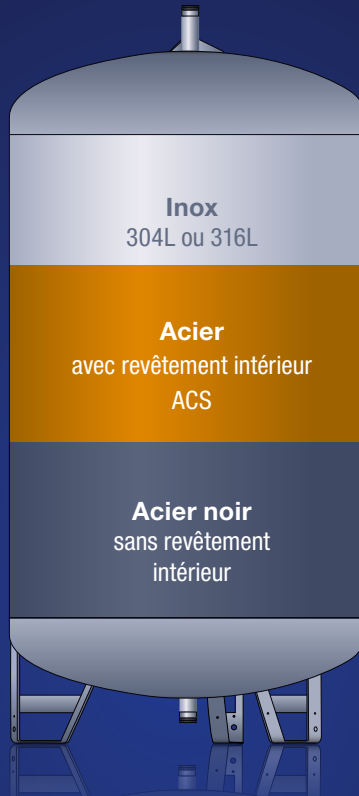 Inox
304L ou 316L
Acier
avec revêtement intérieur
ACS
Acier noir
sans revêtement
intérieur